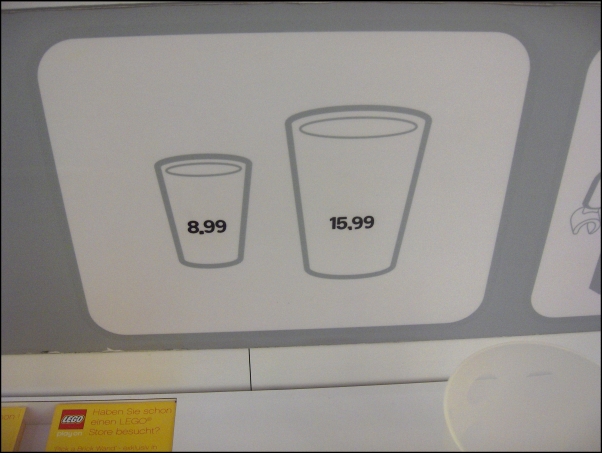 8.99
15.99
LEGO
Haben Sie schon
einen LEGO®
Store besucht?